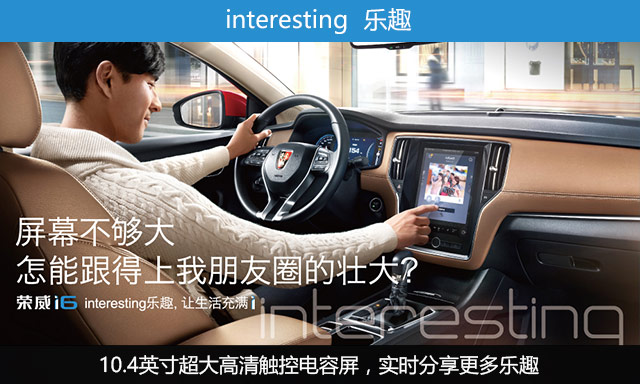 interesting 乐趣
154
屏幕不够大
怎能跟得上我朋友圈的壮大？
荣威i6 interesting乐趣, 让生活充满i
interesting
10.4英寸超大高清触控电容屏，实时分享更多乐趣